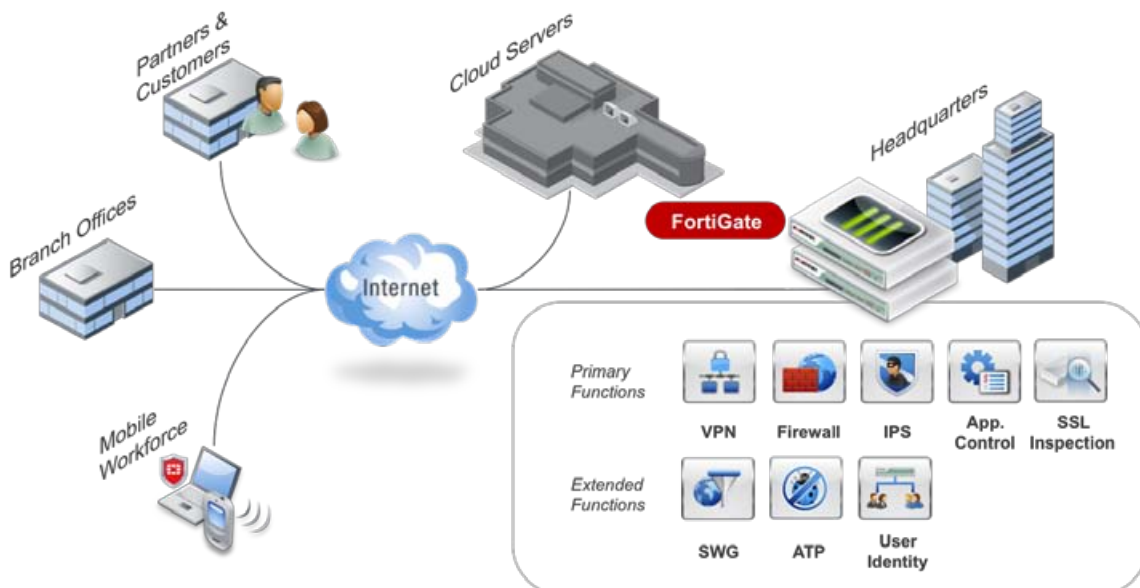 Partners &
Customers
Cloud Servers
Headquarters
FortiGate
Branch Offices
Internet
Mobile
Workforce
Primary
Functions
VPN
Firewall
IPS
App.
Control
SSL
Inspection
Extended
Functions
SWG
ATP
User
Identity